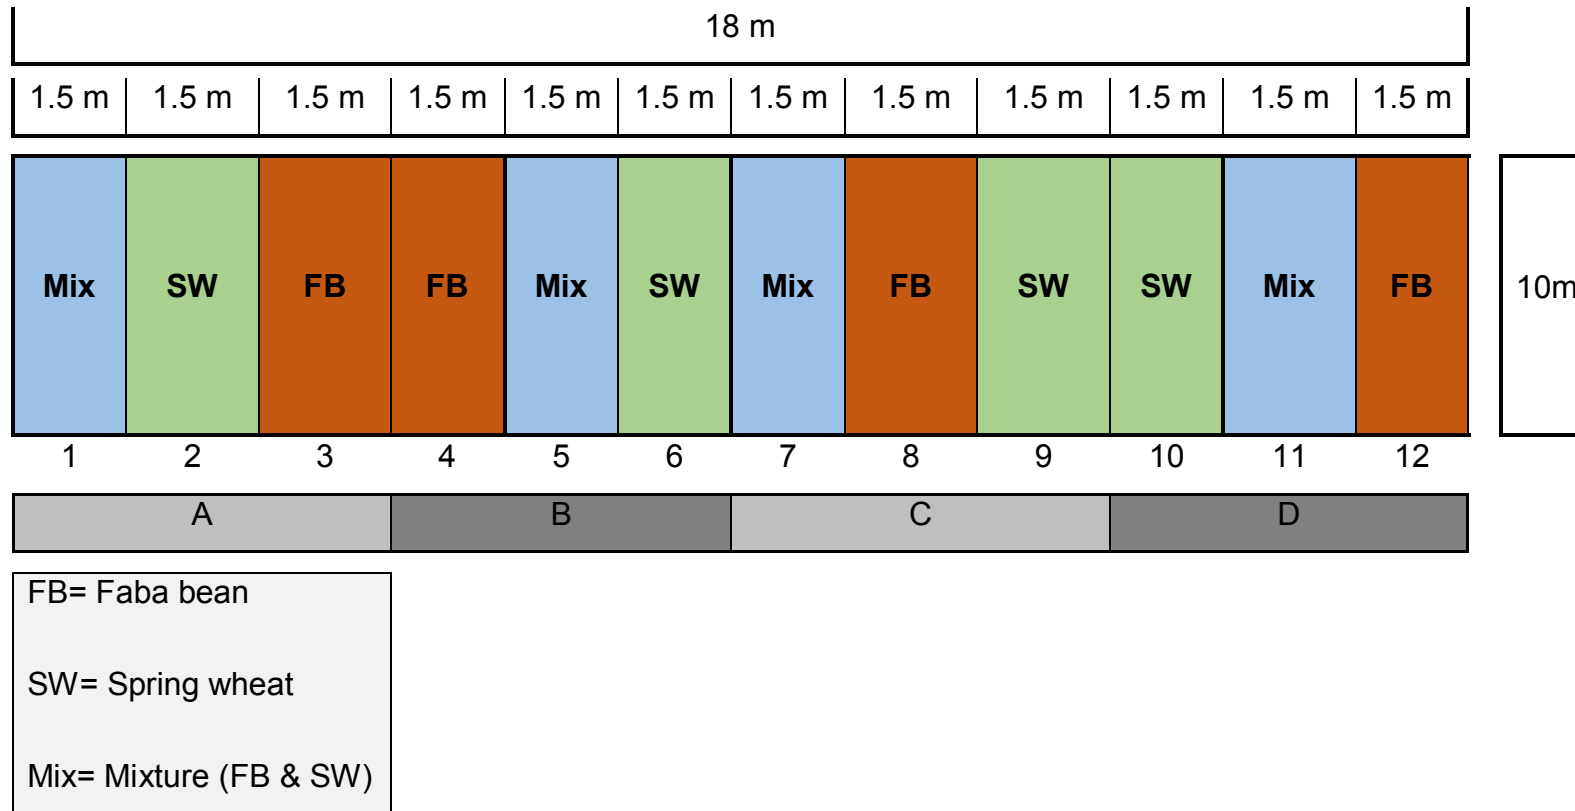 18 m
1.5 m 1.5 m 1.5 m 1.5 m 1.5 m 1.5 m 1.5 m 1.5 m 1.5 m 1.5 m 1.5 m 1.5 m
Mix SW FB FB Mix SW Mix FB SW SW Mix FB 10m
1 2 3 4 5 6 7 8 9 10 11 12
A B C D
FB= Faba bean
SW= Spring wheat
Mix= Mixture (FB & SW)